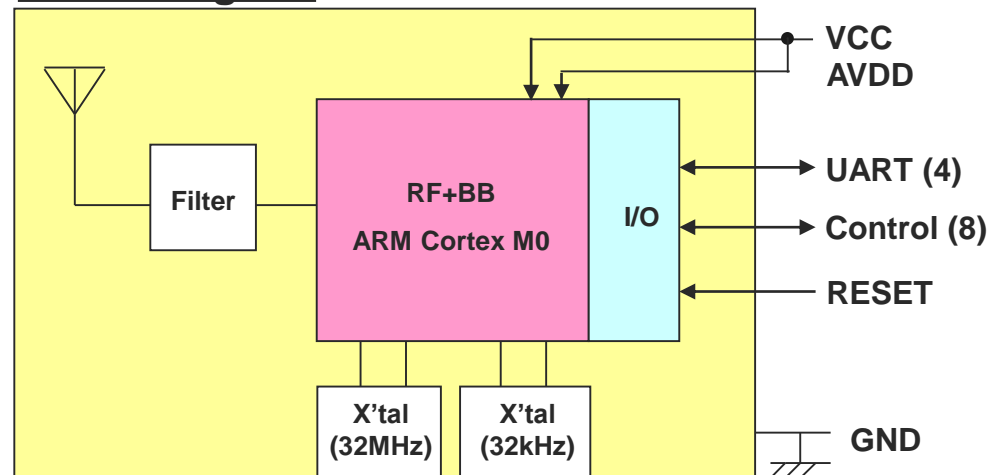 VCC
AVDD
Filter
RF+BB
ARM Cortex M0
I/O
UART (4)
Control (8)
RESET
X’tal
(32MHz)
X’tal
(32kHz)
GND